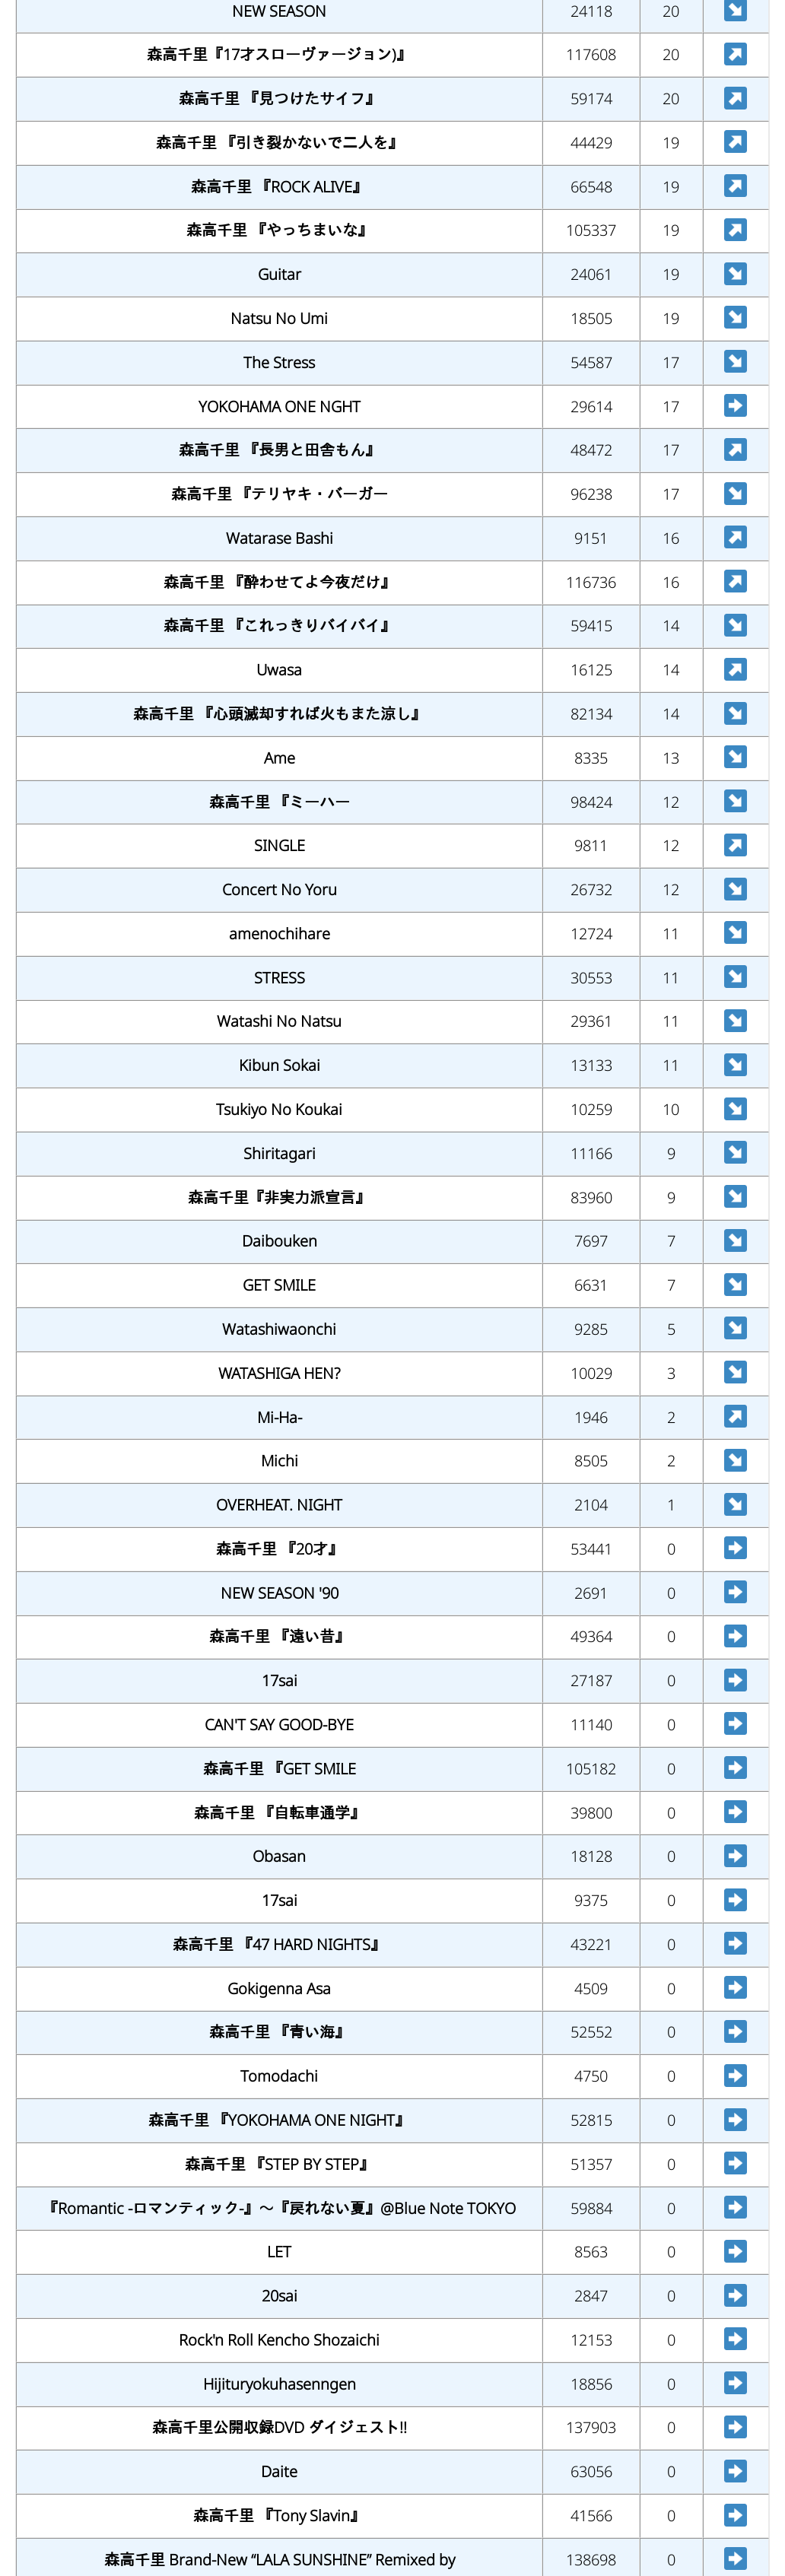 NEW SEASON 24118 20
森高千里『17才スローヴァージョン)』 117608 20
森高千里 『見つけたサイフ』 59174 20
森高千里 『引き裂かないで二人を』 44429 19
森高千里 『ROCK ALIVE』 66548 19
森高千里 『やっちまいな』 105337 19
Guitar 24061 19
Natsu No Umi 18505 19
The Stress 54587 17
YOKOHAMA ONE NGHT 29614 17
森高千里 『長男と田舎もん』 48472 17
森高千里 『テリヤキ・バーガー 96238 17
Watarase Bashi 9151 16
森高千里 『酔わせてよ今夜だけ』 116736 16
森高千里 『これっきりバイバイ』 59415 14
Uwasa 16125 14
森高千里 『心頭滅却すれば火もまた涼し』 82134 14
Ame 8335 13
森高千里 『ミーハー 98424 12
SINGLE 9811 12
Concert No Yoru 26732 12
amenochihare 12724 11
STRESS 30553 11
Watashi No Natsu 29361 11
Kibun Sokai 13133 11
Tsukiyo No Koukai 10259 10
Shiritagari 11166 9
森高千里『非実力派宣言』 83960 9
Daibouken 7697 7
GET SMILE 6631 7
Watashiwaonchi 9285 5
WATASHIGA HEN? 10029 3
Mi-Ha- 1946 2
Michi 8505 2
OVERHEAT. NIGHT 2104 1
森高千里 『20才』 53441 0
NEW SEASON '90 2691 0
森高千里 『遠い昔』 49364 0
17sai 27187 0
CAN'T SAY GOOD-BYE 11140 0
森高千里 『GET SMILE 105182 0
森高千里 『自転車通学』 39800 0
Obasan 18128 0
17sai 9375 0
森高千里 『47 HARD NIGHTS』 43221 0
Gokigenna Asa 4509 0
森高千里 『青い海』 52552 0
Tomodachi 4750 0
森高千里 『YOKOHAMA ONE NIGHT』 52815 0
森高千里 『STEP BY STEP』 51357 0
『Romantic -ロマンティック-』～『戻れない夏』@Blue Note TOKYO 59884 0
LET 8563 0
20sai 2847 0
Rock'n Roll Kencho Shozaichi 12153 0
Hijituryokuhasenngen 18856 0
森高千里公開収録DVD ダイジェスト!! 137903 0
Daite 63056 0
森高千里 『Tony Slavin』 41566 0
森高千里 Brand-New “LALA SUNSHINE” Remixed by 138698 0